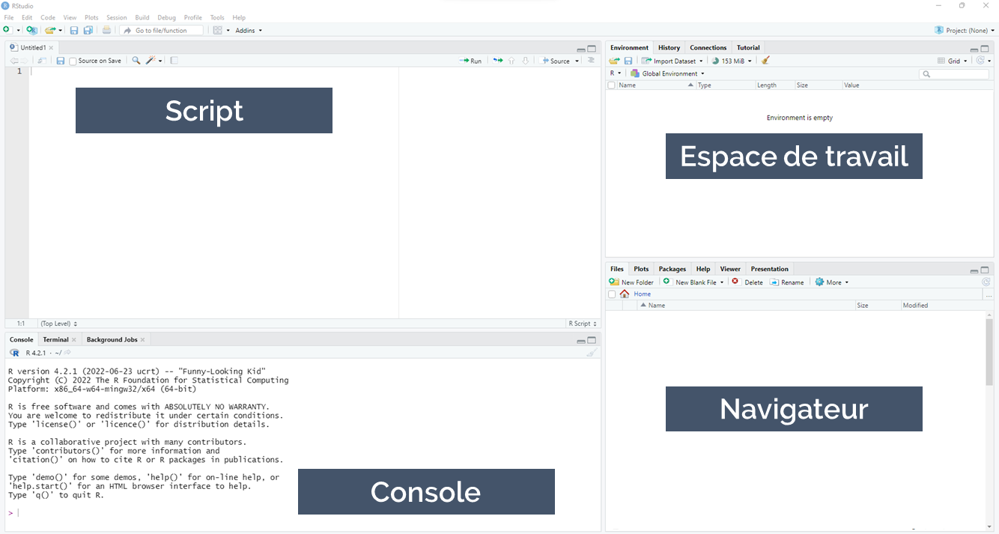 RStudio
File Edit Code View Plots Session Build Debug Profile Tools Help
Go to file/function Addins Project: (None)
Untitled1
Source on Save Run Source
1
Script
1:1 (Top Level) R Script
Console Terminal Background Jobs
R 4.2.1 · ~/
R version 4.2.1 (2022-06-23 ucrt) -- "Funny-Looking Kid"
Copyright (C) 2022 The R Foundation for Statistical Computing
Platform: x86_64-w64-mingw32/x64 (64-bit)
R is free software and comes with ABSOLUTELY NO WARRANTY.
You are welcome to redistribute it under certain conditions.
Type 'license()' or 'licence()' for distribution details.
R is a collaborative project with many contributors.
Type 'contributors()' for more information and
'citation()' on how to cite R or R packages in publications.
Type 'demo()' for some demos, 'help()' for on-line help, or
'help.start()' for an HTML browser interface to help.
Type 'q()' to quit R.
>
Console
Environment History Connections Tutorial
Import Dataset 153 MiB Grid
R Global Environment
Name Type Length Size Value
Environment is empty
Espace de travail
Files Plots Packages Help Viewer Presentation
New Folder New Blank File Delete Rename More
Home ...
Name Size Modified
Navigateur